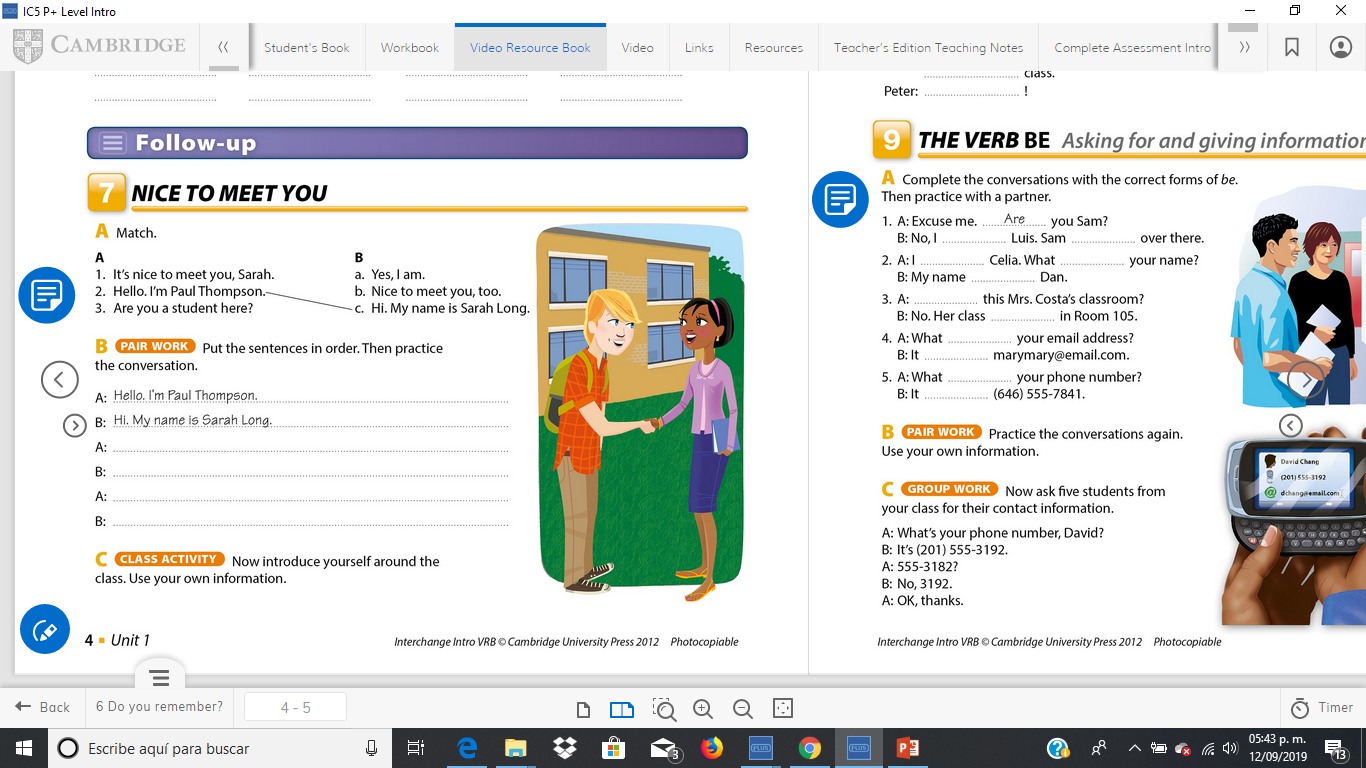 IC5 P+ Level Intro
CAMBRIDGE
Student's Book
Workbook
Video Resource Book
Video
Links
Resources
Teacher's Edition Teaching Notes
Complete Assessment Intro
Follow-up
7 NICE TO MEET YOU
A Match.
A
1. It's nice to meet you, Sarah.
2. Hello. I'm Paul Thompson.
3. Are you a student here?
B
a. Yes, I am.
b. Nice to meet you, too.
c. Hi. My name is Sarah Long.
B PAIR WORK Put the sentences in order. Then practice
the conversation.
A: Hello. I'm Paul Thompson.
B: Hi. My name is Sarah Long.
A:
B:
A:
B:
C CLASS ACTIVITY Now introduce yourself around the
class. Use your own information.
4 Unit 1
Interchange Intro VRB © Cambridge University Press 2012 Photocopiable
class.
Peter: !
9 THE VERB BE Asking for and giving information
A Complete the conversations with the correct forms of be.
Then practice with a partner.
1. A: Excuse me. Are you Sam?
B: No, I Luis. Sam over there.
2. A: I Celia. What your name?
B: My name Dan.
3. A: this Mrs. Costa's classroom?
B: No. Her class in Room 105.
4. A: What your email address?
B: It marymary@email.com.
5. A: What your phone number?
B: It (646) 555-7841.
B PAIR WORK Practice the conversations again.
Use your own information.
C GROUP WORK Now ask five students from
your class for their contact information.
A: What's your phone number, David?
B: It's (201) 555-3192.
A: 555-3182?
B: No, 3192.
A: OK, thanks.
David Chang
(201) 555-3192
dchang@email.com
Interchange Intro VRB © Cambridge University Press 2012 Photocopiable
Back
6 Do you remember?
4 - 5
Timer
Escribe aquí para buscar
3
PLUS
PLUS
05:43 p. m.
12/09/2019
13